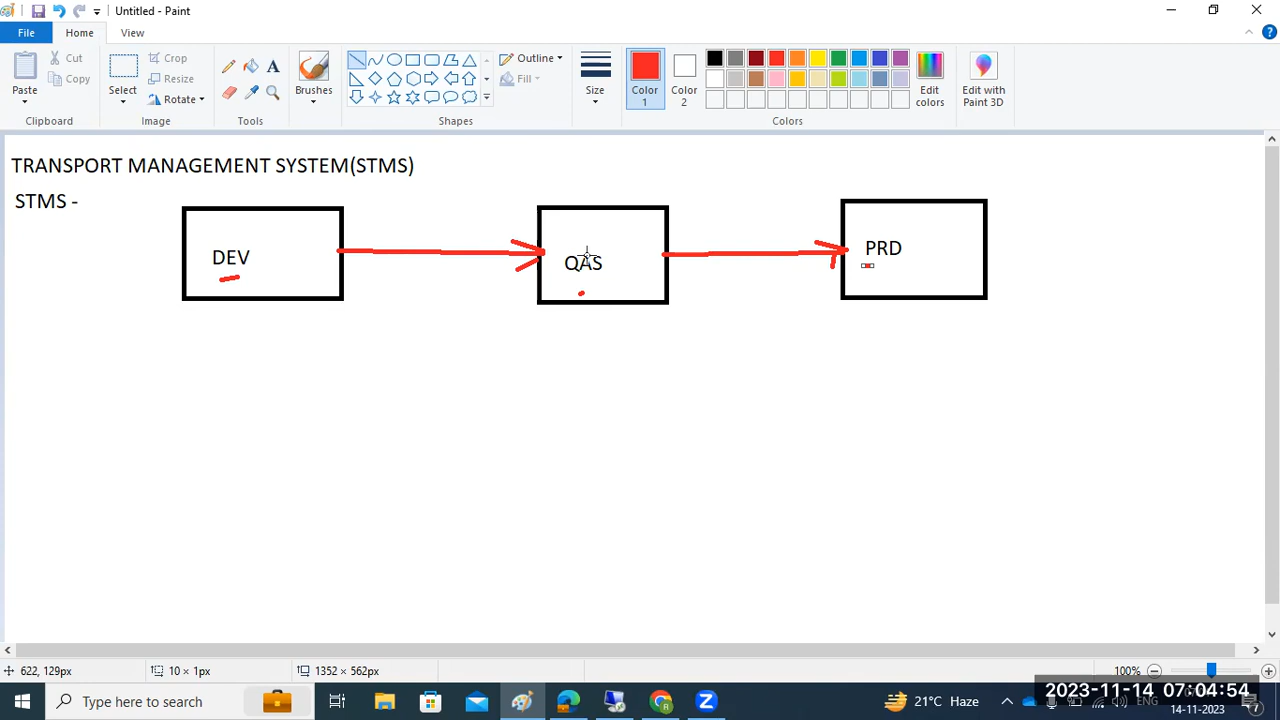 Untitled - Paint
File Home View
Paste
Cut
Copy
Clipboard
Select
Crop
Resize
Rotate
Image
Tools
Brushes
Shapes
Outline
Fill
Size
Color 1
Color 2
Colors
Edit colors
Edit with Paint 3D
TRANSPORT MANAGEMENT SYSTEM(STMS)
STMS -
DEV
QAS
PRD
622, 129px
10 × 1px
1352 × 562px
100%
Type here to search
21°C Haze
ENG
2023-11-14 07:04:54
14-11-2023